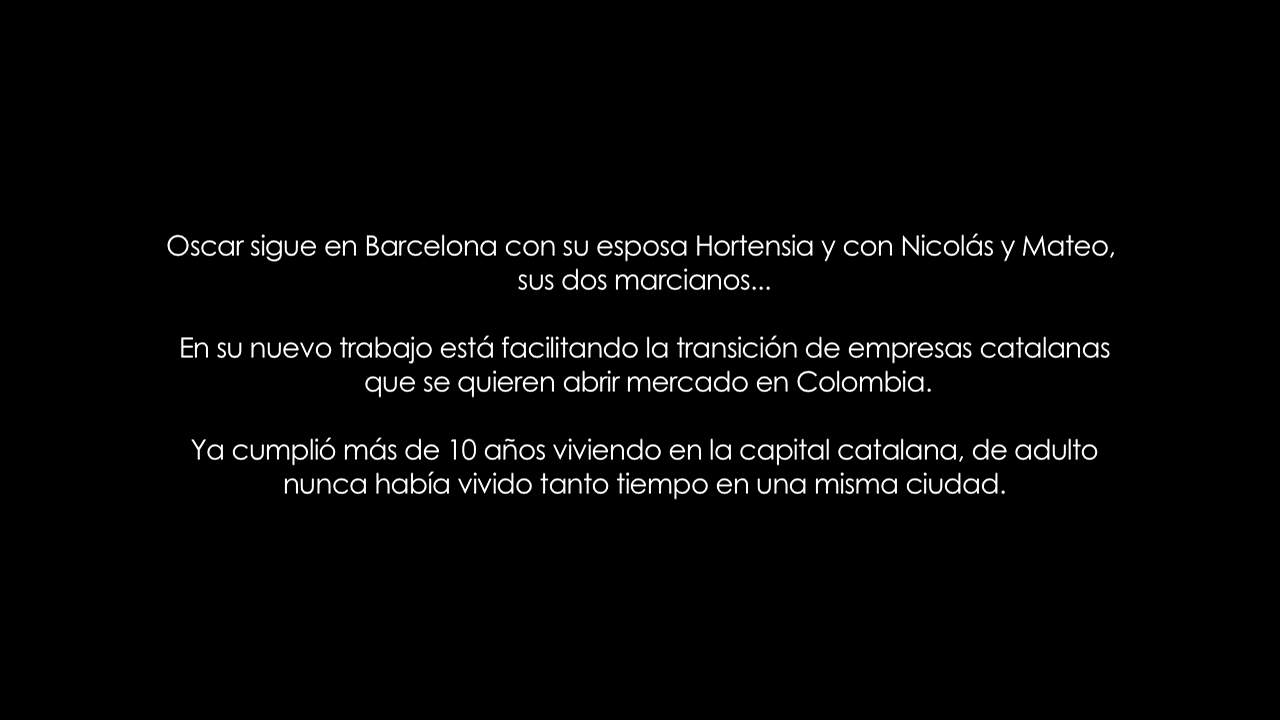 Oscar sigue en Barcelona con su esposa Hortensia y con Nicolás y Mateo,
sus dos marcianos...
En su nuevo trabajo está facilitando la transición de empresas catalanas
que se quieren abrir mercado en Colombia.
Ya cumplió más de 10 años viviendo en la capital catalana, de adulto
nunca había vivido tanto tiempo en una misma ciudad.